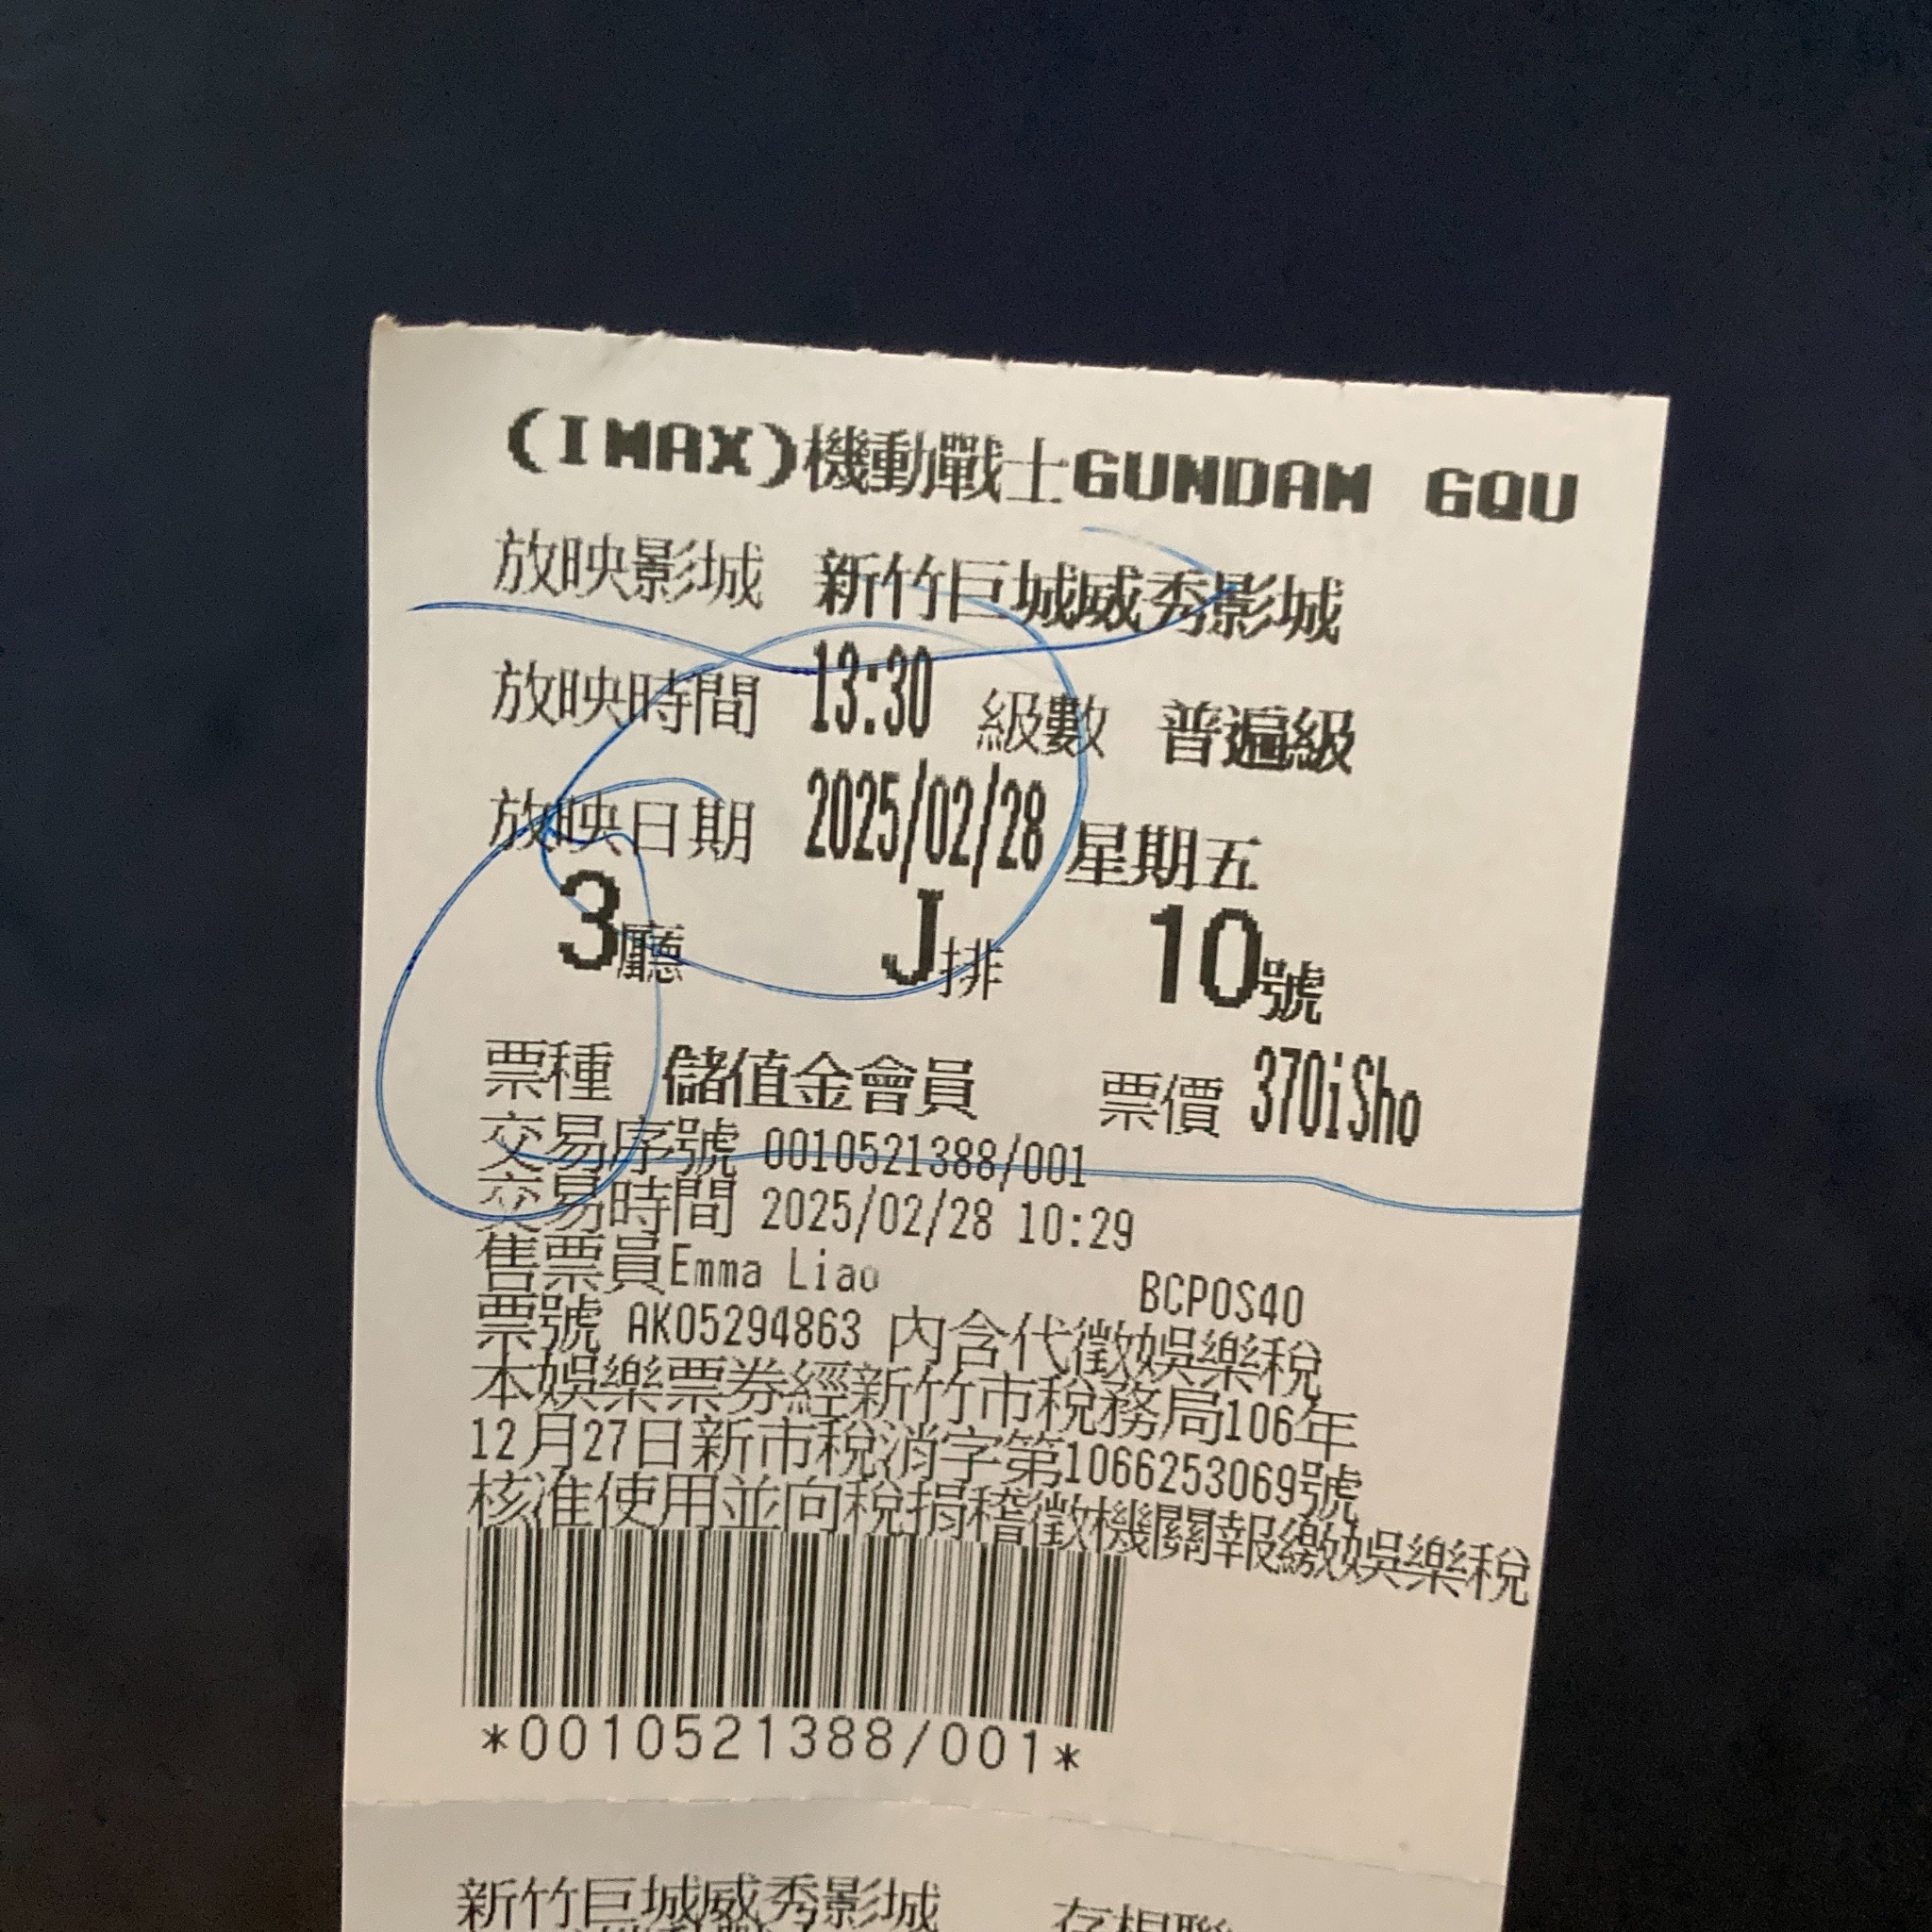 (IMAX)機動戰士GUNDAM GQU
放映影城 新竹巨城威秀影城
放映時間 13:30 級數 普遍級
放映日期 2025/02/28 星期五
3廳 J排 10號
票種 儲值金會員 票價 370iSho
交易序號 0010521388/001
交易時間 2025/02/28 10:29
售票員Emma Liao BCPOS40
票號 AK05294863 內含代徵娛樂稅
本娛樂票券經新竹市稅務局106年
12月27日新市稅消字第1066253069號
核准使用並向稅捐稽徵機關報繳娛樂稅
*0010521388/001*
新竹巨城威秀影城